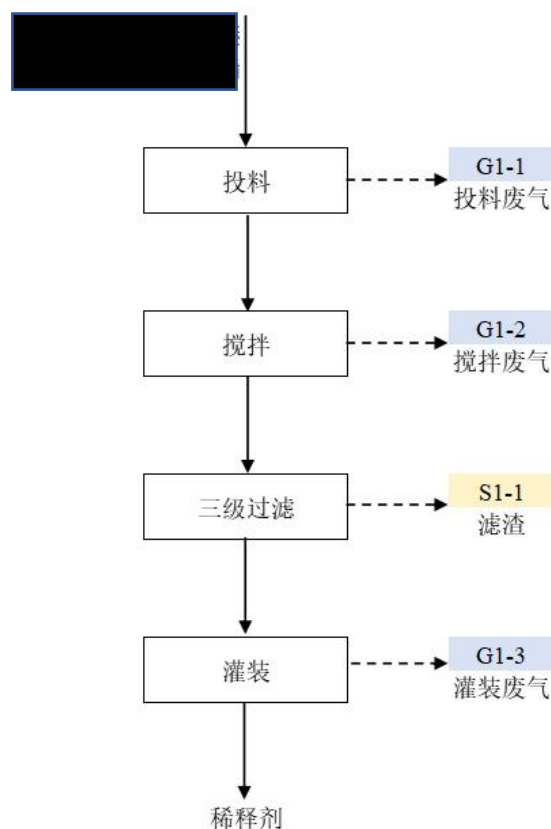 投料
G1-1
投料废气
搅拌
G1-2
搅拌废气
三级过滤
S1-1
滤渣
灌装
G1-3
灌装废气
稀释剂